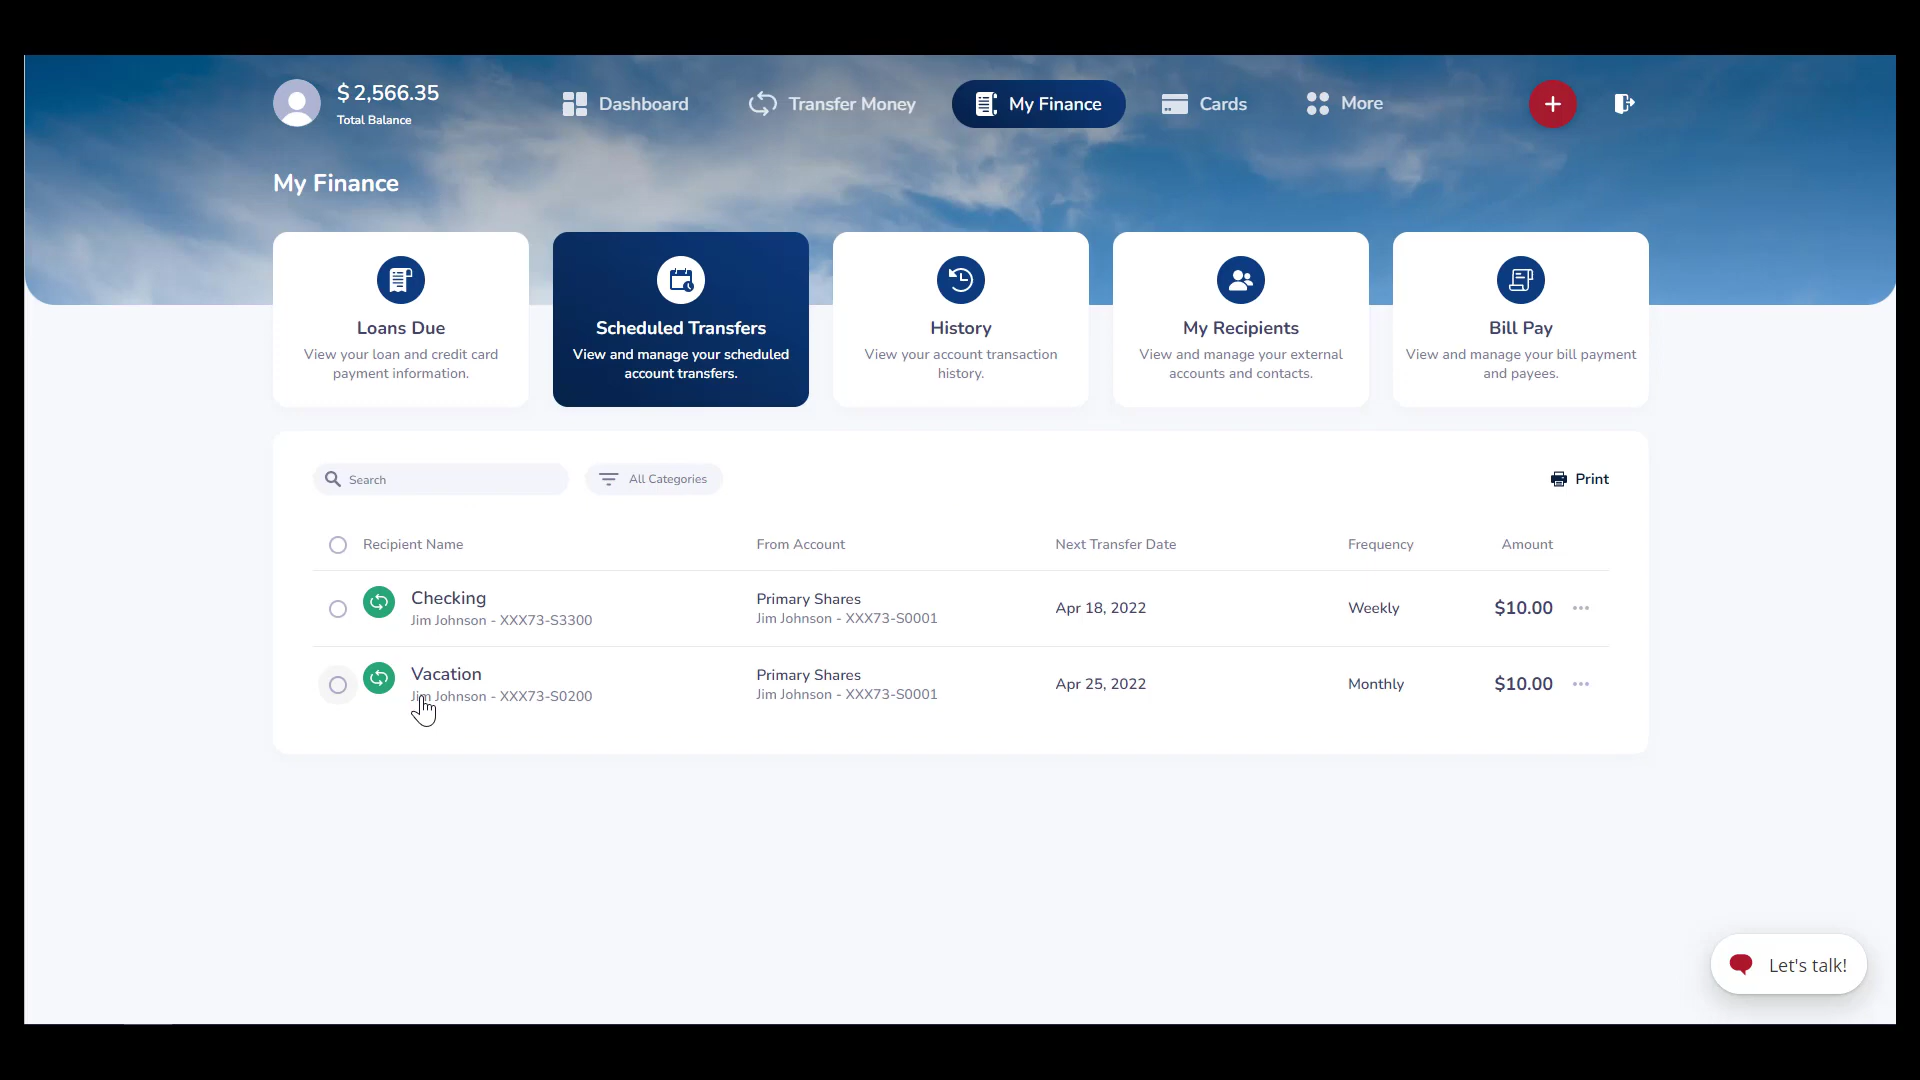 $ 2,566.35
Total Balance
Dashboard
Transfer Money
My Finance
Cards
More
My Finance
Loans Due
View your loan and credit card
payment information.
Scheduled Transfers
View and manage your scheduled
account transfers.
History
View your account transaction
history.
My Recipients
View and manage your external
accounts and contacts.
Bill Pay
View and manage your bill payment
and payees.
Search
All Categories
Print
Recipient Name
From Account
Next Transfer Date
Frequency
Amount
Checking
Jim Johnson - XXX73-S3300
Primary Shares
Jim Johnson - XXX73-S0001
Apr 18, 2022
Weekly
$10.00
Vacation
Jim Johnson - XXX73-S0200
Primary Shares
Jim Johnson - XXX73-S0001
Apr 25, 2022
Monthly
$10.00
Let's talk!